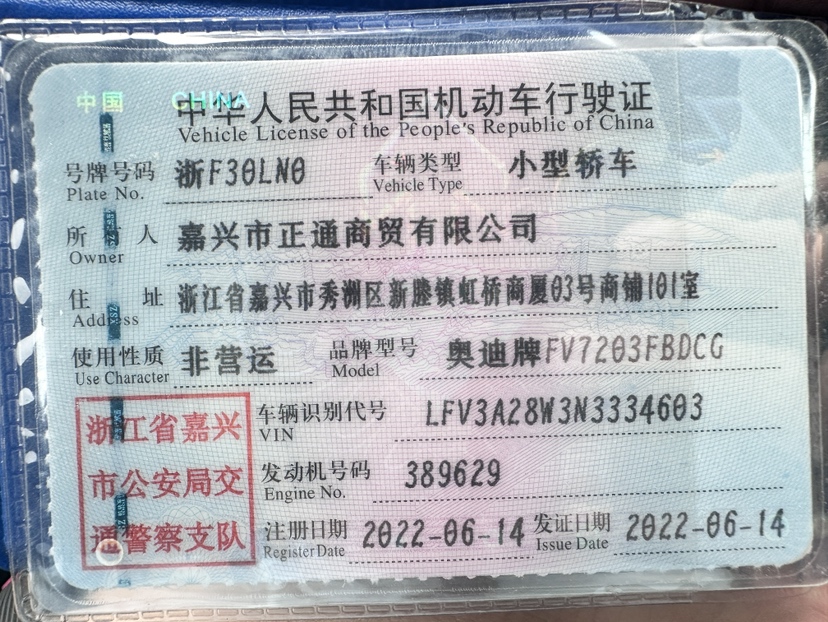 中国 CHINA
中华人民共和国机动车行驶证
Vehicle License of the People's Republic of China
号牌号码 浙F30LN0 车辆类型 小型轿车
Plate No. Vehicle Type
所有人 嘉兴市正通商贸有限公司
Owner
住址 浙江省嘉兴市秀洲区新塍镇虹桥商厦03号商铺101室
Address
使用性质 非营运 品牌型号 奥迪牌FV7203FBDCG
Use Character Model
浙江省嘉兴 车辆识别代号 LFV3A28W3N3334603
VIN
市公安局交 发动机号码 389629
Engine No.
通警察支队 注册日期 2022-06-14 发证日期 2022-06-14
Register Date Issue Date